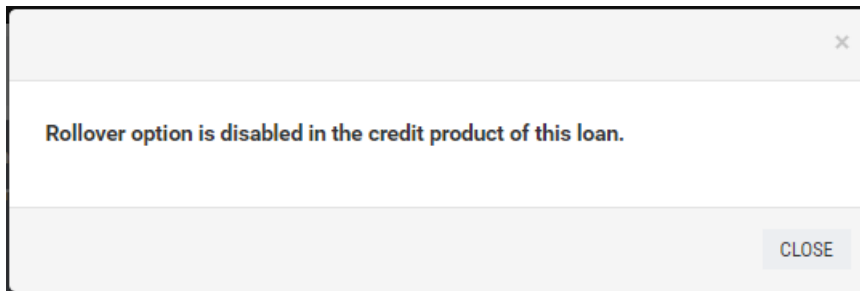 ×
Rollover option is disabled in the credit product of this loan.
CLOSE